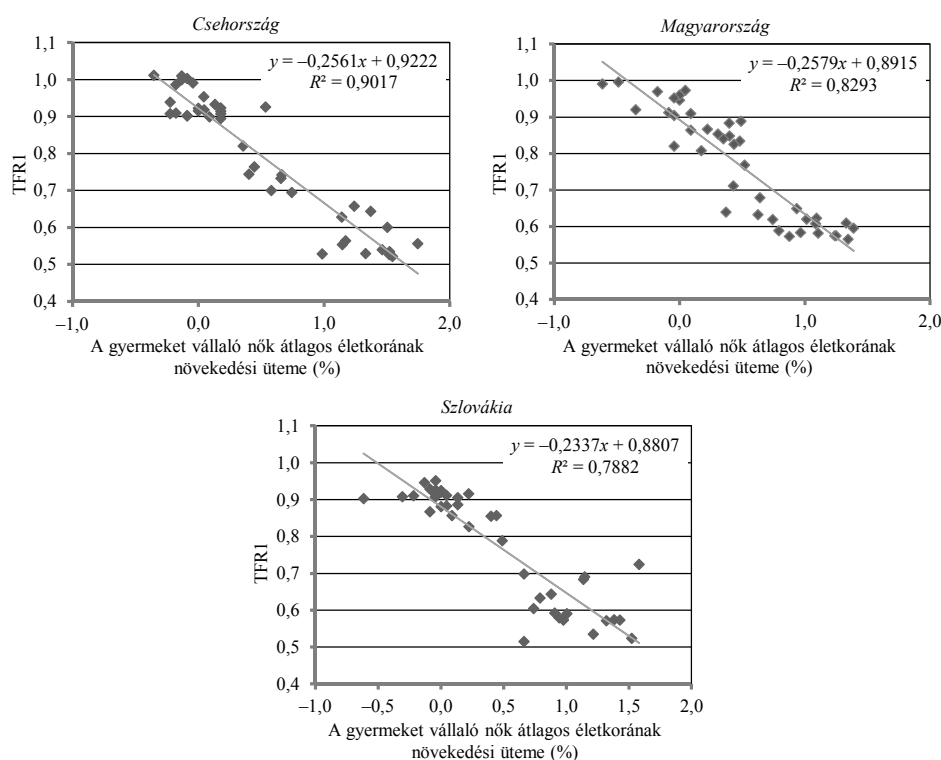 Csehország
1,1
1,0
0,9
0,8
0,7
0,6
0,5
0,4
TFR1
y = –0,2561x + 0,9222
R² = 0,9017
–1,0 0,0 1,0 2,0
A gyermeket vállaló nők átlagos életkorának
növekedési üteme (%)
Magyarország
1,1
1,0
0,9
0,8
0,7
0,6
0,5
0,4
TFR1
y = –0,2579x + 0,8915
R² = 0,8293
–1,0 0,0 1,0 2,0
A gyermeket vállaló nők átlagos életkorának
növekedési üteme (%)
Szlovákia
1,1
1,0
0,9
0,8
0,7
0,6
0,5
0,4
TFR1
y = –0,2337x + 0,8807
R² = 0,7882
–1,0 –0,5 0,0 0,5 1,0 1,5 2,0
A gyermeket vállaló nők átlagos életkorának
növekedési üteme (%)